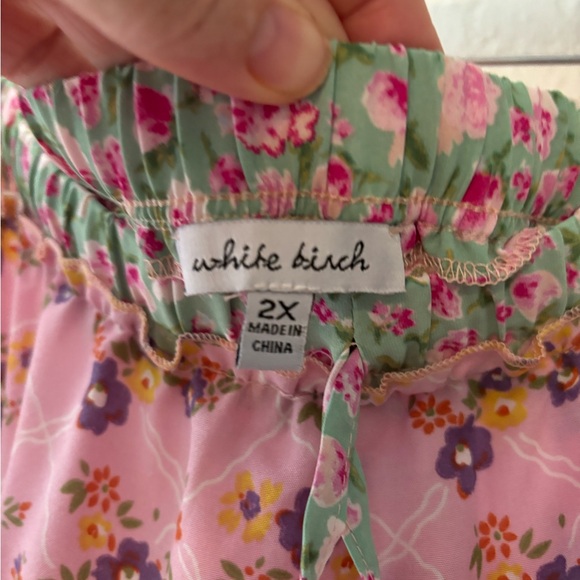 white birch
2X
MADE IN
CHINA